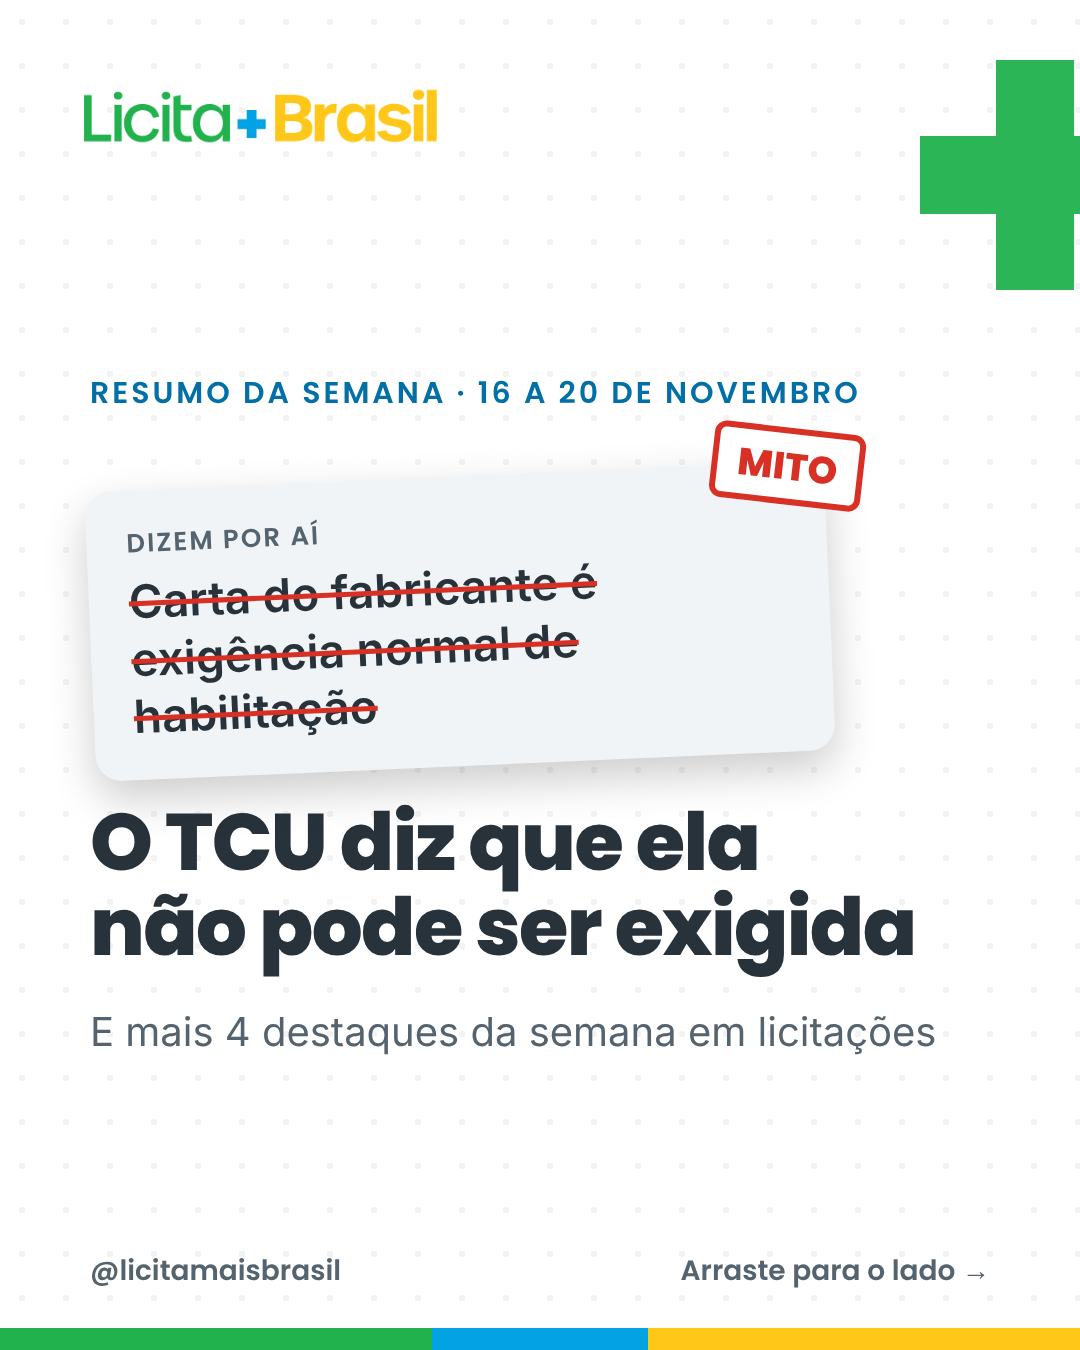 Licita+Brasil
RESUMO DA SEMANA · 16 A 20 DE NOVEMBRO
MITO
DIZEM POR AÍ
Carta do fabricante é
exigência normal de
habilitação
O TCU diz que ela
não pode ser exigida
E mais 4 destaques da semana em licitações
@licitamaisbrasil
Arraste para o lado →